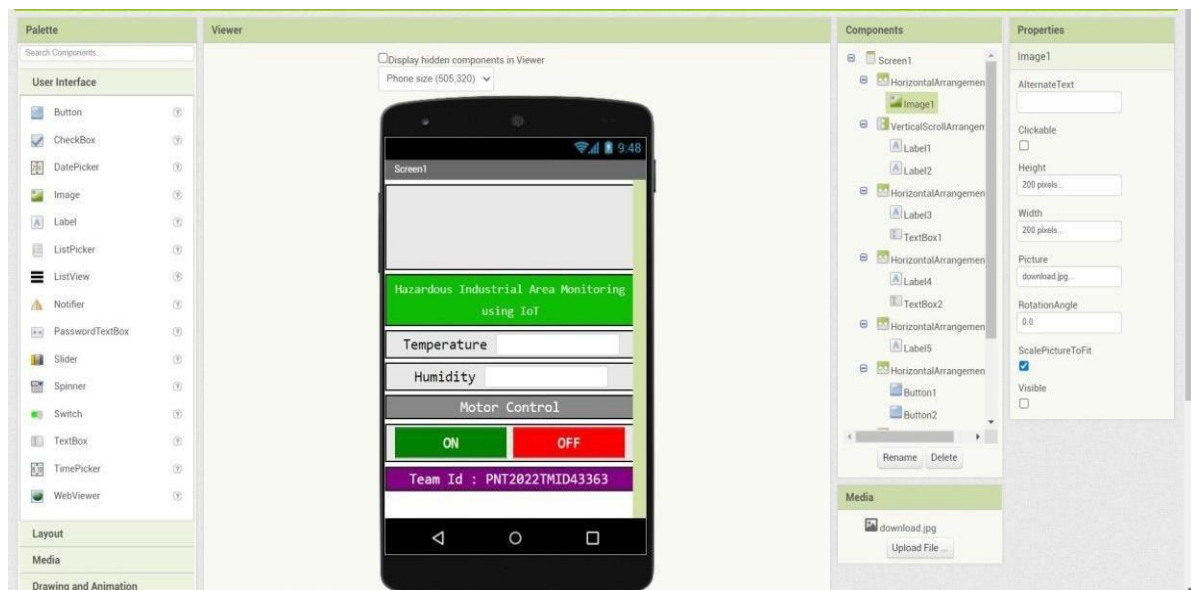 Palette
Search Components...
User Interface
Button
CheckBox
DatePicker
Image
Label
ListPicker
ListView
Notifier
PasswordTextBox
Slider
Spinner
Switch
TextBox
TimePicker
WebViewer
Layout
Media
Drawing and Animation
Viewer
Display hidden components in Viewer
Phone size (505,320)
9:48
Screen1
Hazardous Industrial Area Monitoring
using IoT
Temperature
Humidity
Motor Control
ON OFF
Team Id : PNT2022TMID43363
Components
Screen1
HorizontalArrangemen
Image1
VerticalScrollArrangem
Label1
Label2
HorizontalArrangemen
Label3
TextBox1
HorizontalArrangemen
Label4
TextBox2
HorizontalArrangemen
Label5
HorizontalArrangemen
Button1
Button2
Rename Delete
Media
download.jpg
Upload File ...
Properties
Image1
AlternateText
Clickable
Height
200 pixels...
Width
200 pixels...
Picture
download.jpg...
RotationAngle
0.0
ScalePictureToFit
Visible